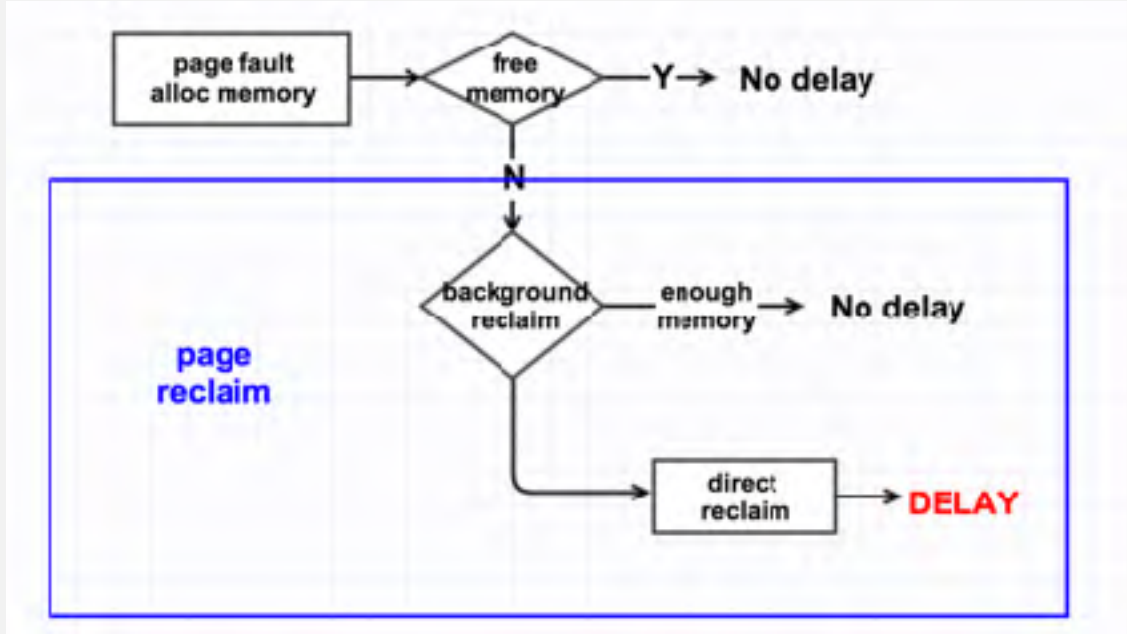 page fault
alloc memory
free
memory
Y
No delay
N
background
reclaim
enough
memory
No delay
page
reclaim
direct
reclaim
DELAY